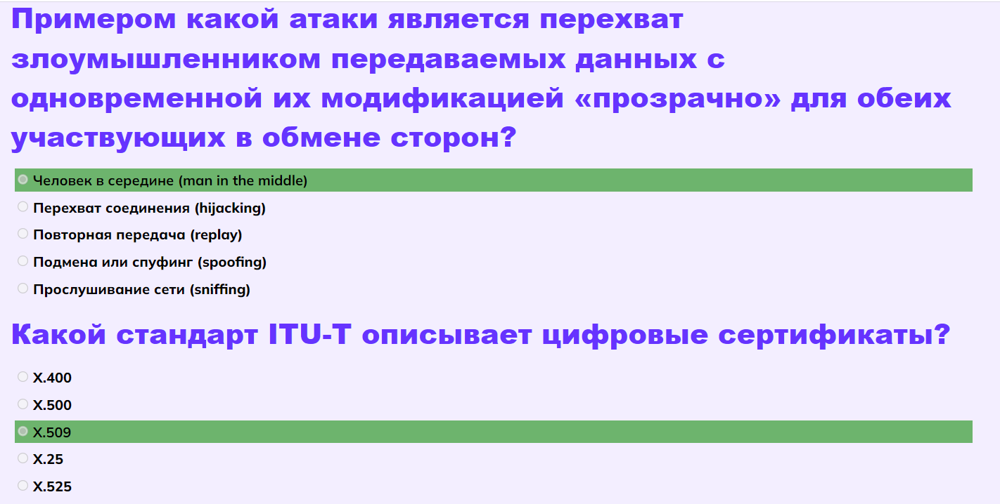 Примером какой атаки является перехват
злоумышленником передаваемых данных с
одновременной их модификацией «прозрачно» для обеих
участвующих в обмене сторон?
Человек в середине (man in the middle)
Перехват соединения (hijacking)
Повторная передача (replay)
Подмена или спуфинг (spoofing)
Прослушивание сети (sniffing)
Какой стандарт ITU-T описывает цифровые сертификаты?
X.400
X.500
X.509
X.25
X.525